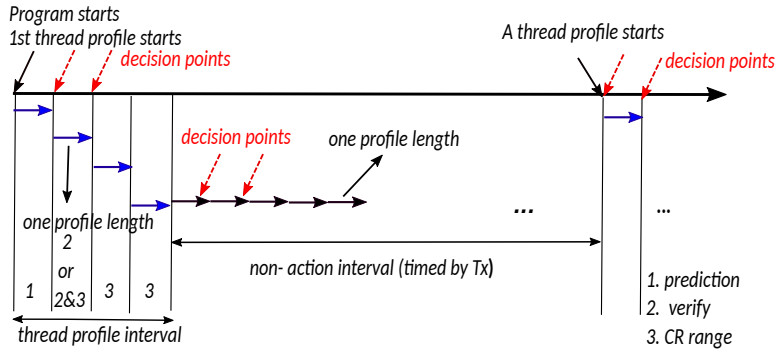 Program starts
1st thread profile starts
decision points
A thread profile starts
decision points
decision points
one profile length
one profile length
2
or
1 2&3 3 3
...
...
non- action interval (timed by Tx)
thread profile interval
1. prediction
2. verify
3. CR range